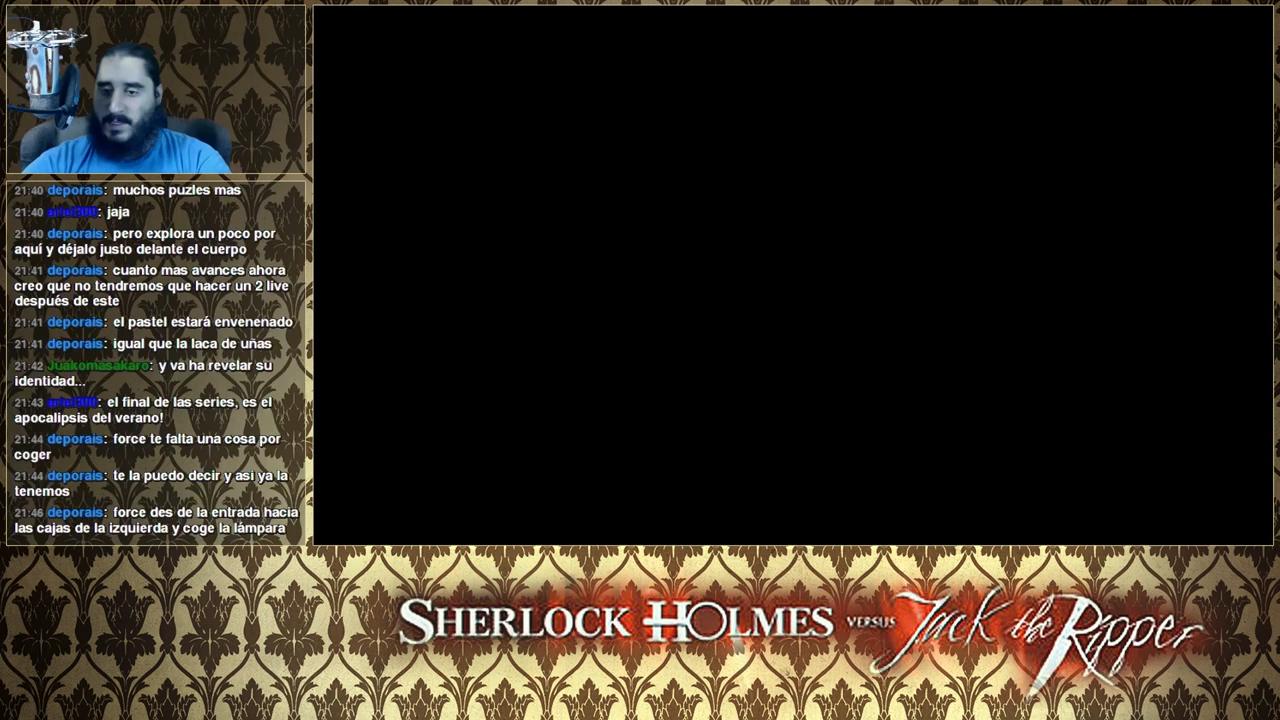 21:40 deporais: muchos puzles mas
21:40 : jaja
21:40 deporais: pero explora un poco por
aquí y déjalo justo delante el cuerpo
21:41 deporais: cuanto mas avances ahora
creo que no tendremos que hacer un 2 live
después de este
21:41 deporais: el pastel estará envenenado
21:41 deporais: igual que la laca de uñas
21:42 Juakomasakaro: y va ha revelar su
identidad...
21:43 : el final de las series, es el
apocalipsis del verano!
21:44 deporais: force te falta una cosa por
coger
21:44 deporais: te la puedo decir y asi ya la
tenemos
21:46 deporais: force des de la entrada hacia
las cajas de la izquierda y coge la lámpara
SHERLOCK HOLMES VERSUS Jack the Ripper